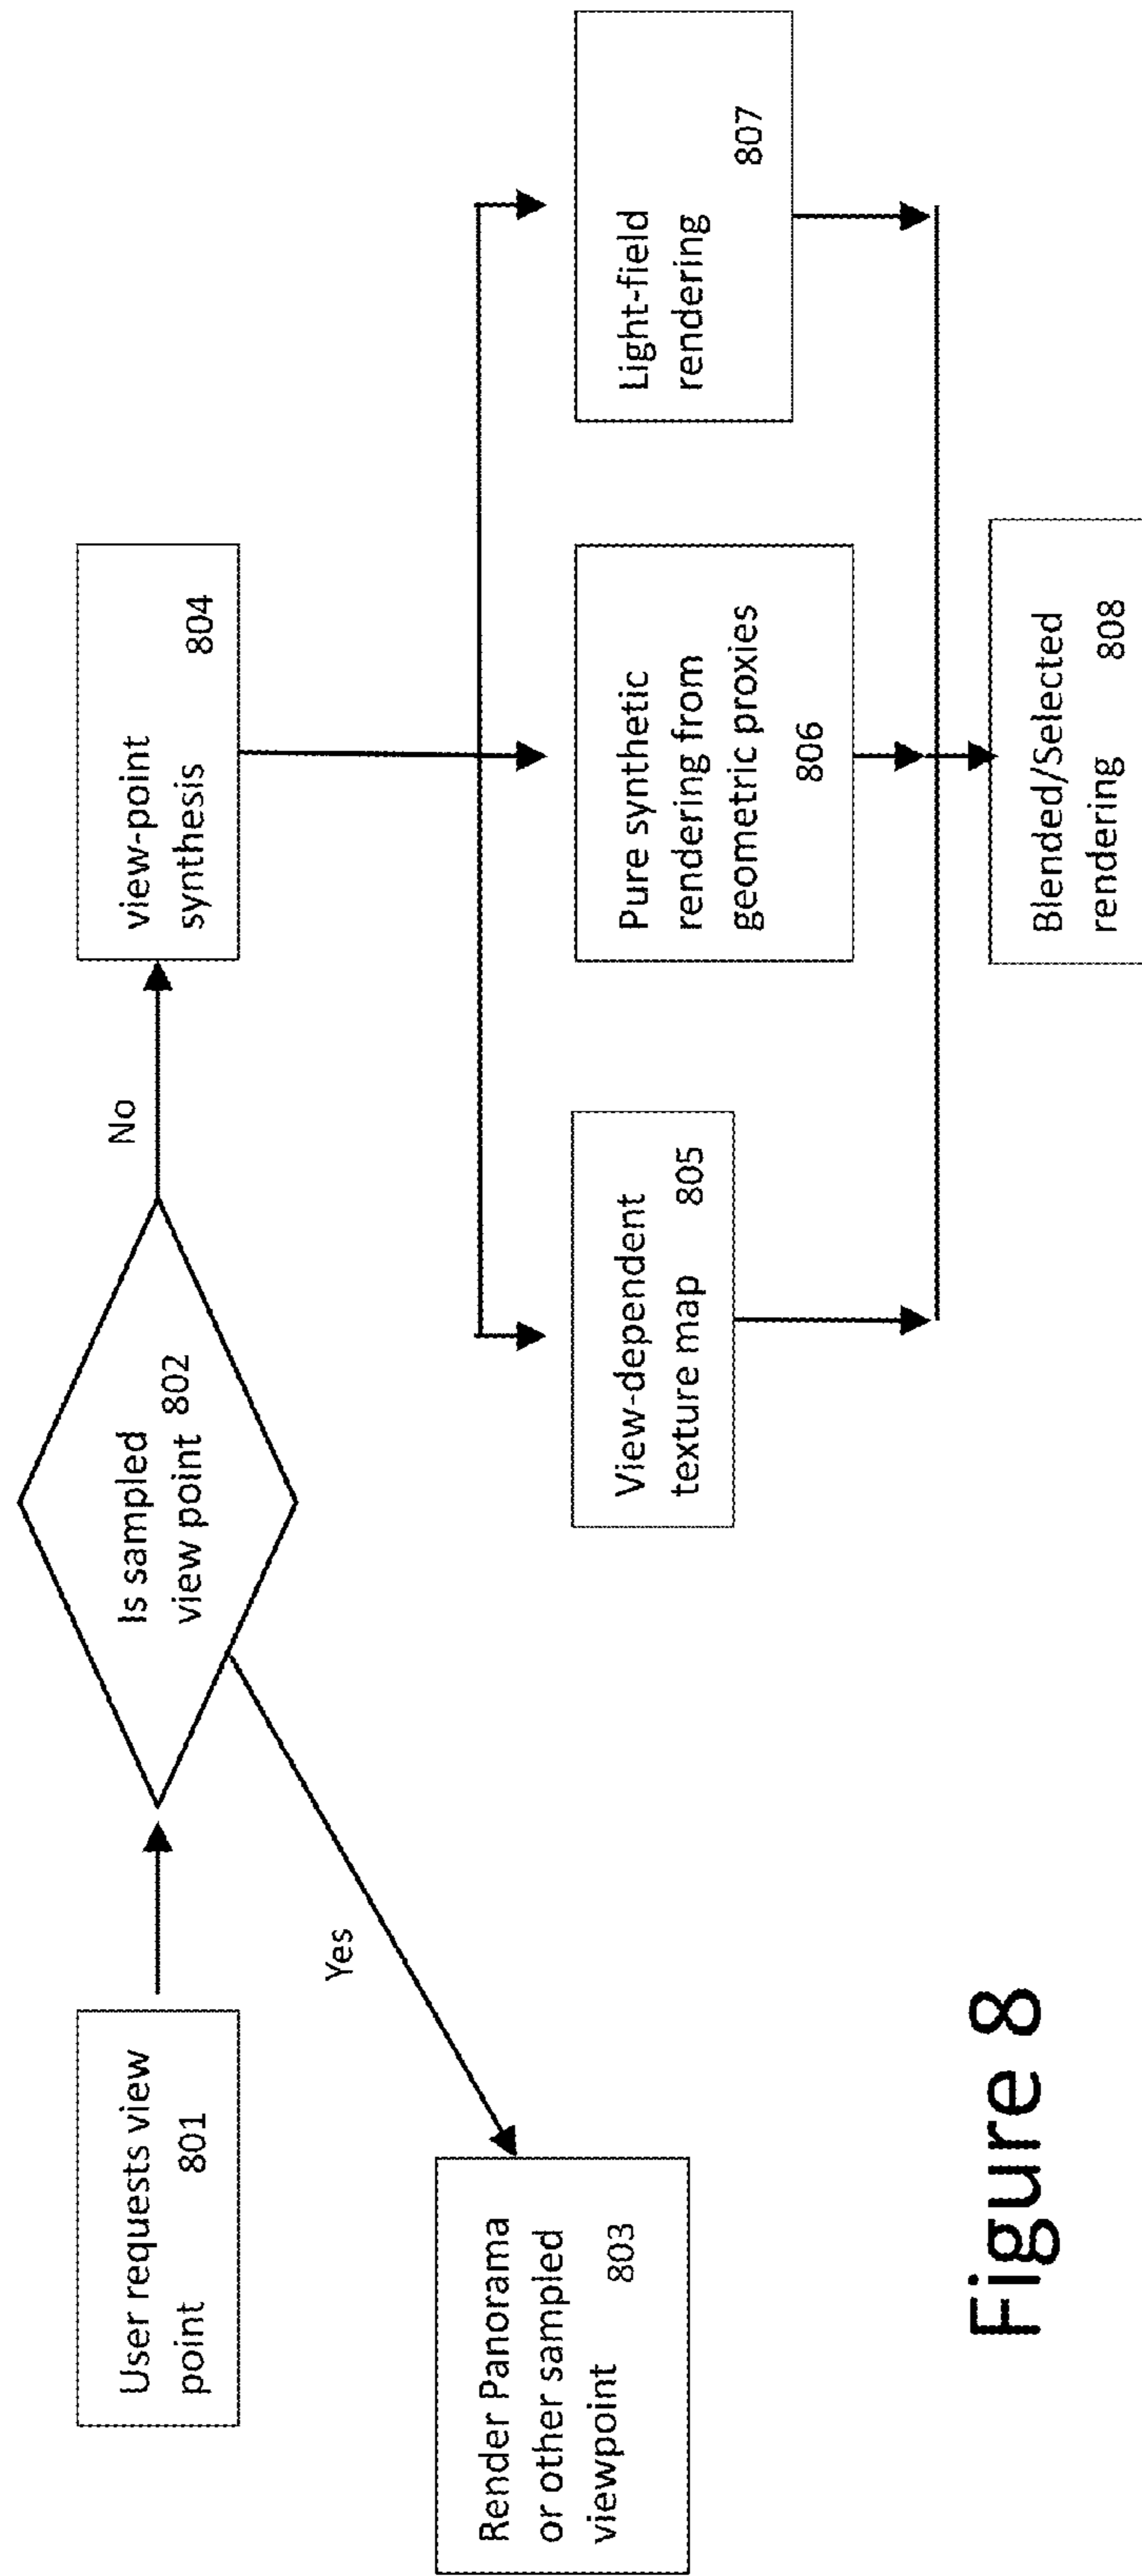 User requests view
point 801
Is sampled
view point 802
No
Yes
view-point
synthesis 804
Render Panorama
or other sampled
viewpoint 803
View-dependent
texture map 805
Pure synthetic
rendering from
geometric proxies
806
Light-field
rendering
807
Blended/Selected
rendering 808
Figure 8